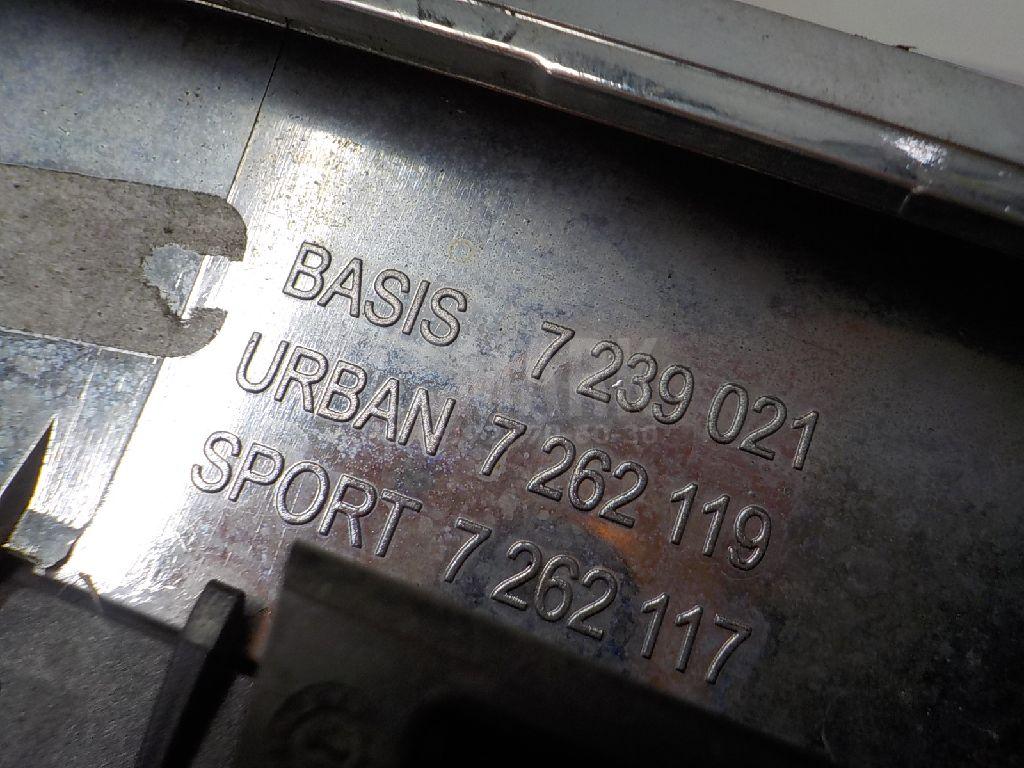 BASIS 7 239 021
URBAN 7 262 119
SPORT 7 262 117